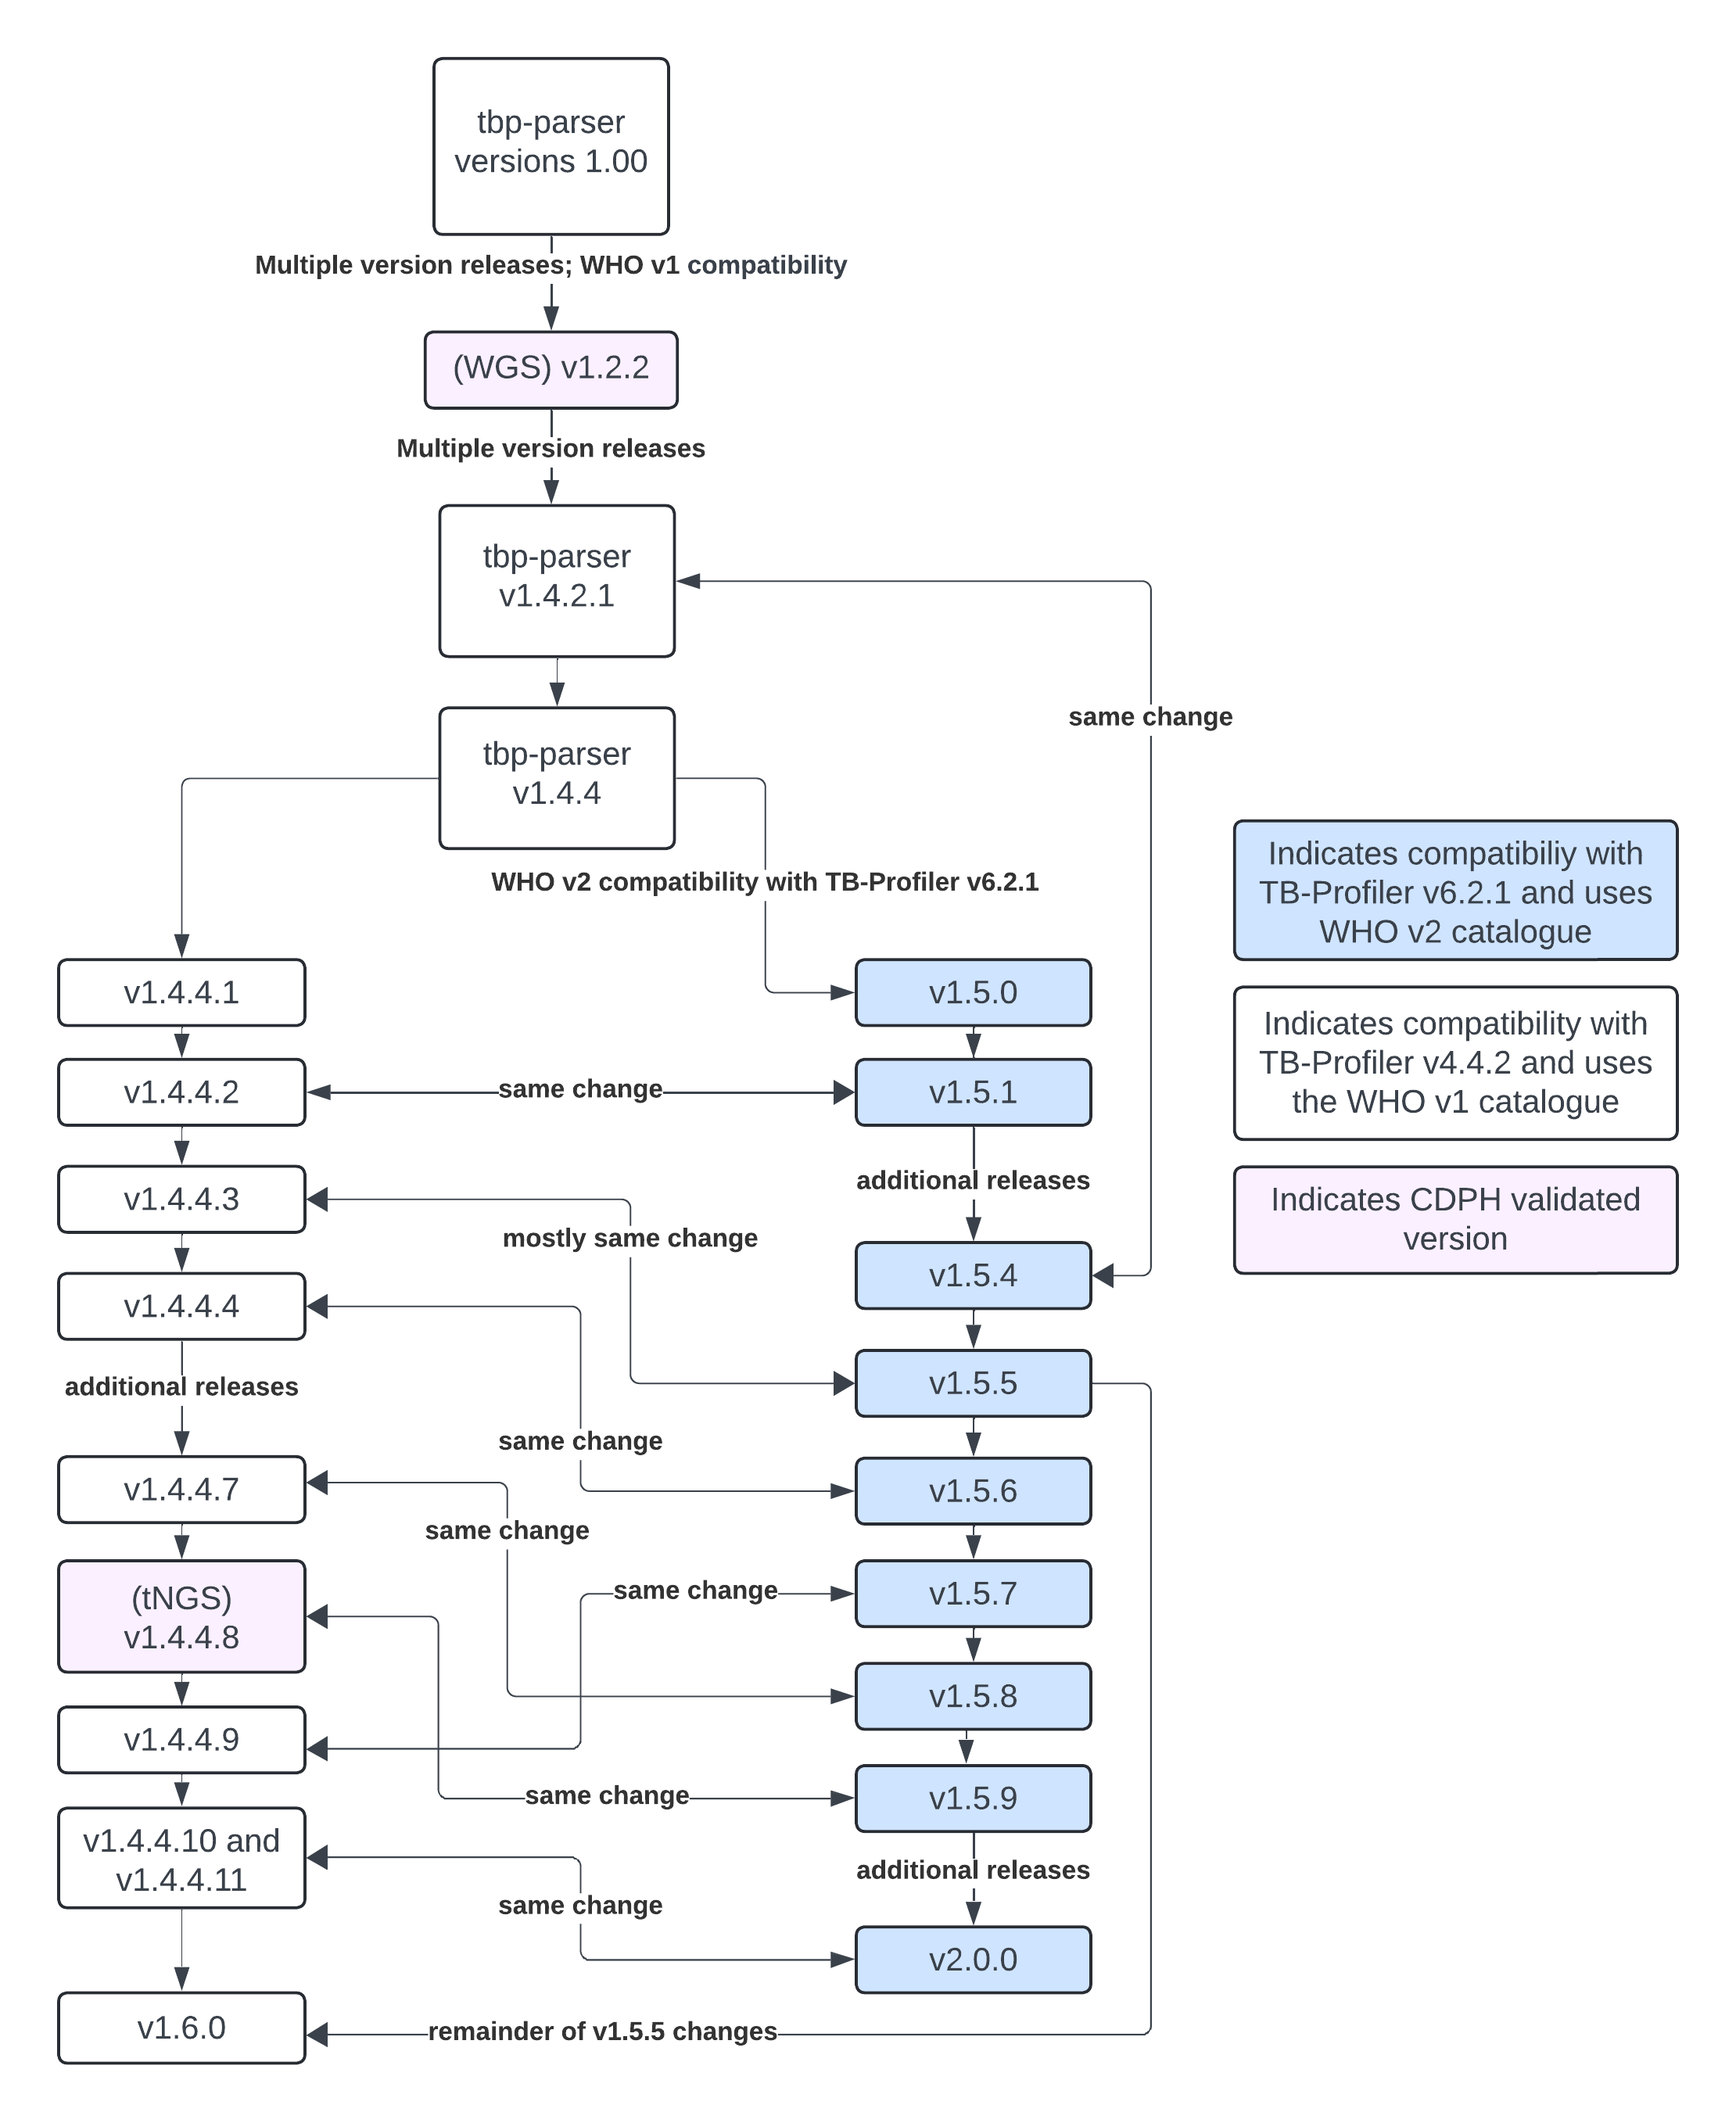 tbp-parser
versions 1.00
Multiple version releases; WHO v1 compatibility
(WGS) v1.2.2
Multiple version releases
tbp-parser
v1.4.2.1
same change
tbp-parser
v1.4.4
WHO v2 compatibility with TB-Profiler v6.2.1
Indicates compatibiliy with
TB-Profiler v6.2.1 and uses
WHO v2 catalogue
Indicates compatibility with
TB-Profiler v4.4.2 and uses
the WHO v1 catalogue
Indicates CDPH validated
version
v1.4.4.1
v1.5.0
v1.4.4.2
same change
v1.5.1
additional releases
v1.4.4.3
mostly same change
v1.5.4
v1.4.4.4
additional releases
v1.5.5
same change
v1.4.4.7
v1.5.6
same change
(tNGS)
v1.4.4.8
same change
v1.5.7
v1.5.8
v1.4.4.9
same change
v1.5.9
v1.4.4.10 and
v1.4.4.11
additional releases
same change
v2.0.0
v1.6.0
remainder of v1.5.5 changes